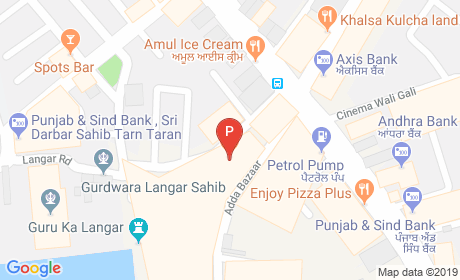 Khalsa Kulcha land
Amul Ice Cream
ਅਮੁਲ ਆਈਸ ਕ੍ਰੀਮ
Spots Bar
Axis Bank
ਐਕਸਿਸ ਬੈਂਕ
Cinema Wali Gali
Punjab & Sind Bank , Sri
Darbar Sahib Tarn Taran
P
Andhra Bank
ਆਂਧਰਾ ਬੈਂਕ
Langar Rd
Gurdwara Langar Sahib
Petrol Pump
ਪੈਟਰੋਲ ਪੰਪ
Adda Bazaar
Enjoy Pizza Plus
Guru Ka Langar
Punjab & Sind Bank
ਪੰਜਾਬ ਐਂਡ
ਸਿੰਧ ਬੈਂਕ
Google
Map data ©2019